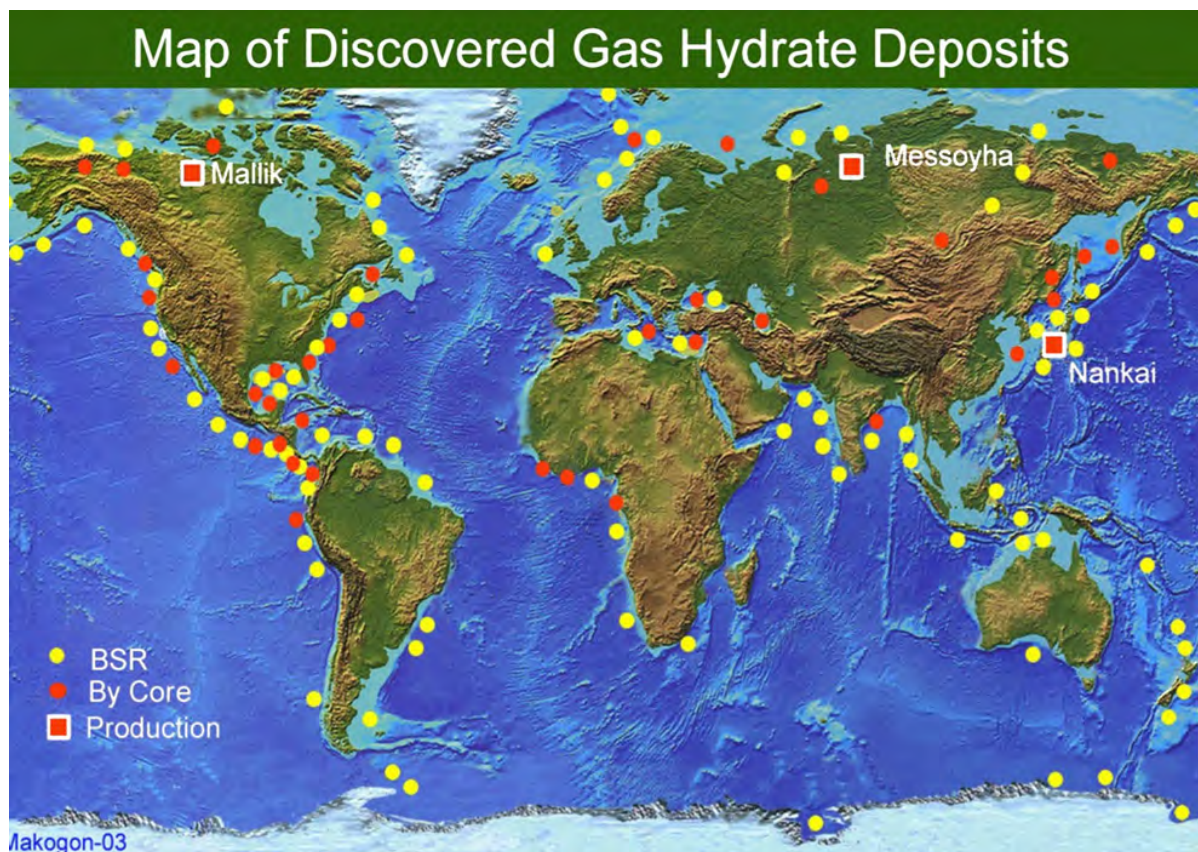 Map of Discovered Gas Hydrate Deposits
Mallik
Messoyha
Nankai
BSR
By Core
Production
Makogon-03